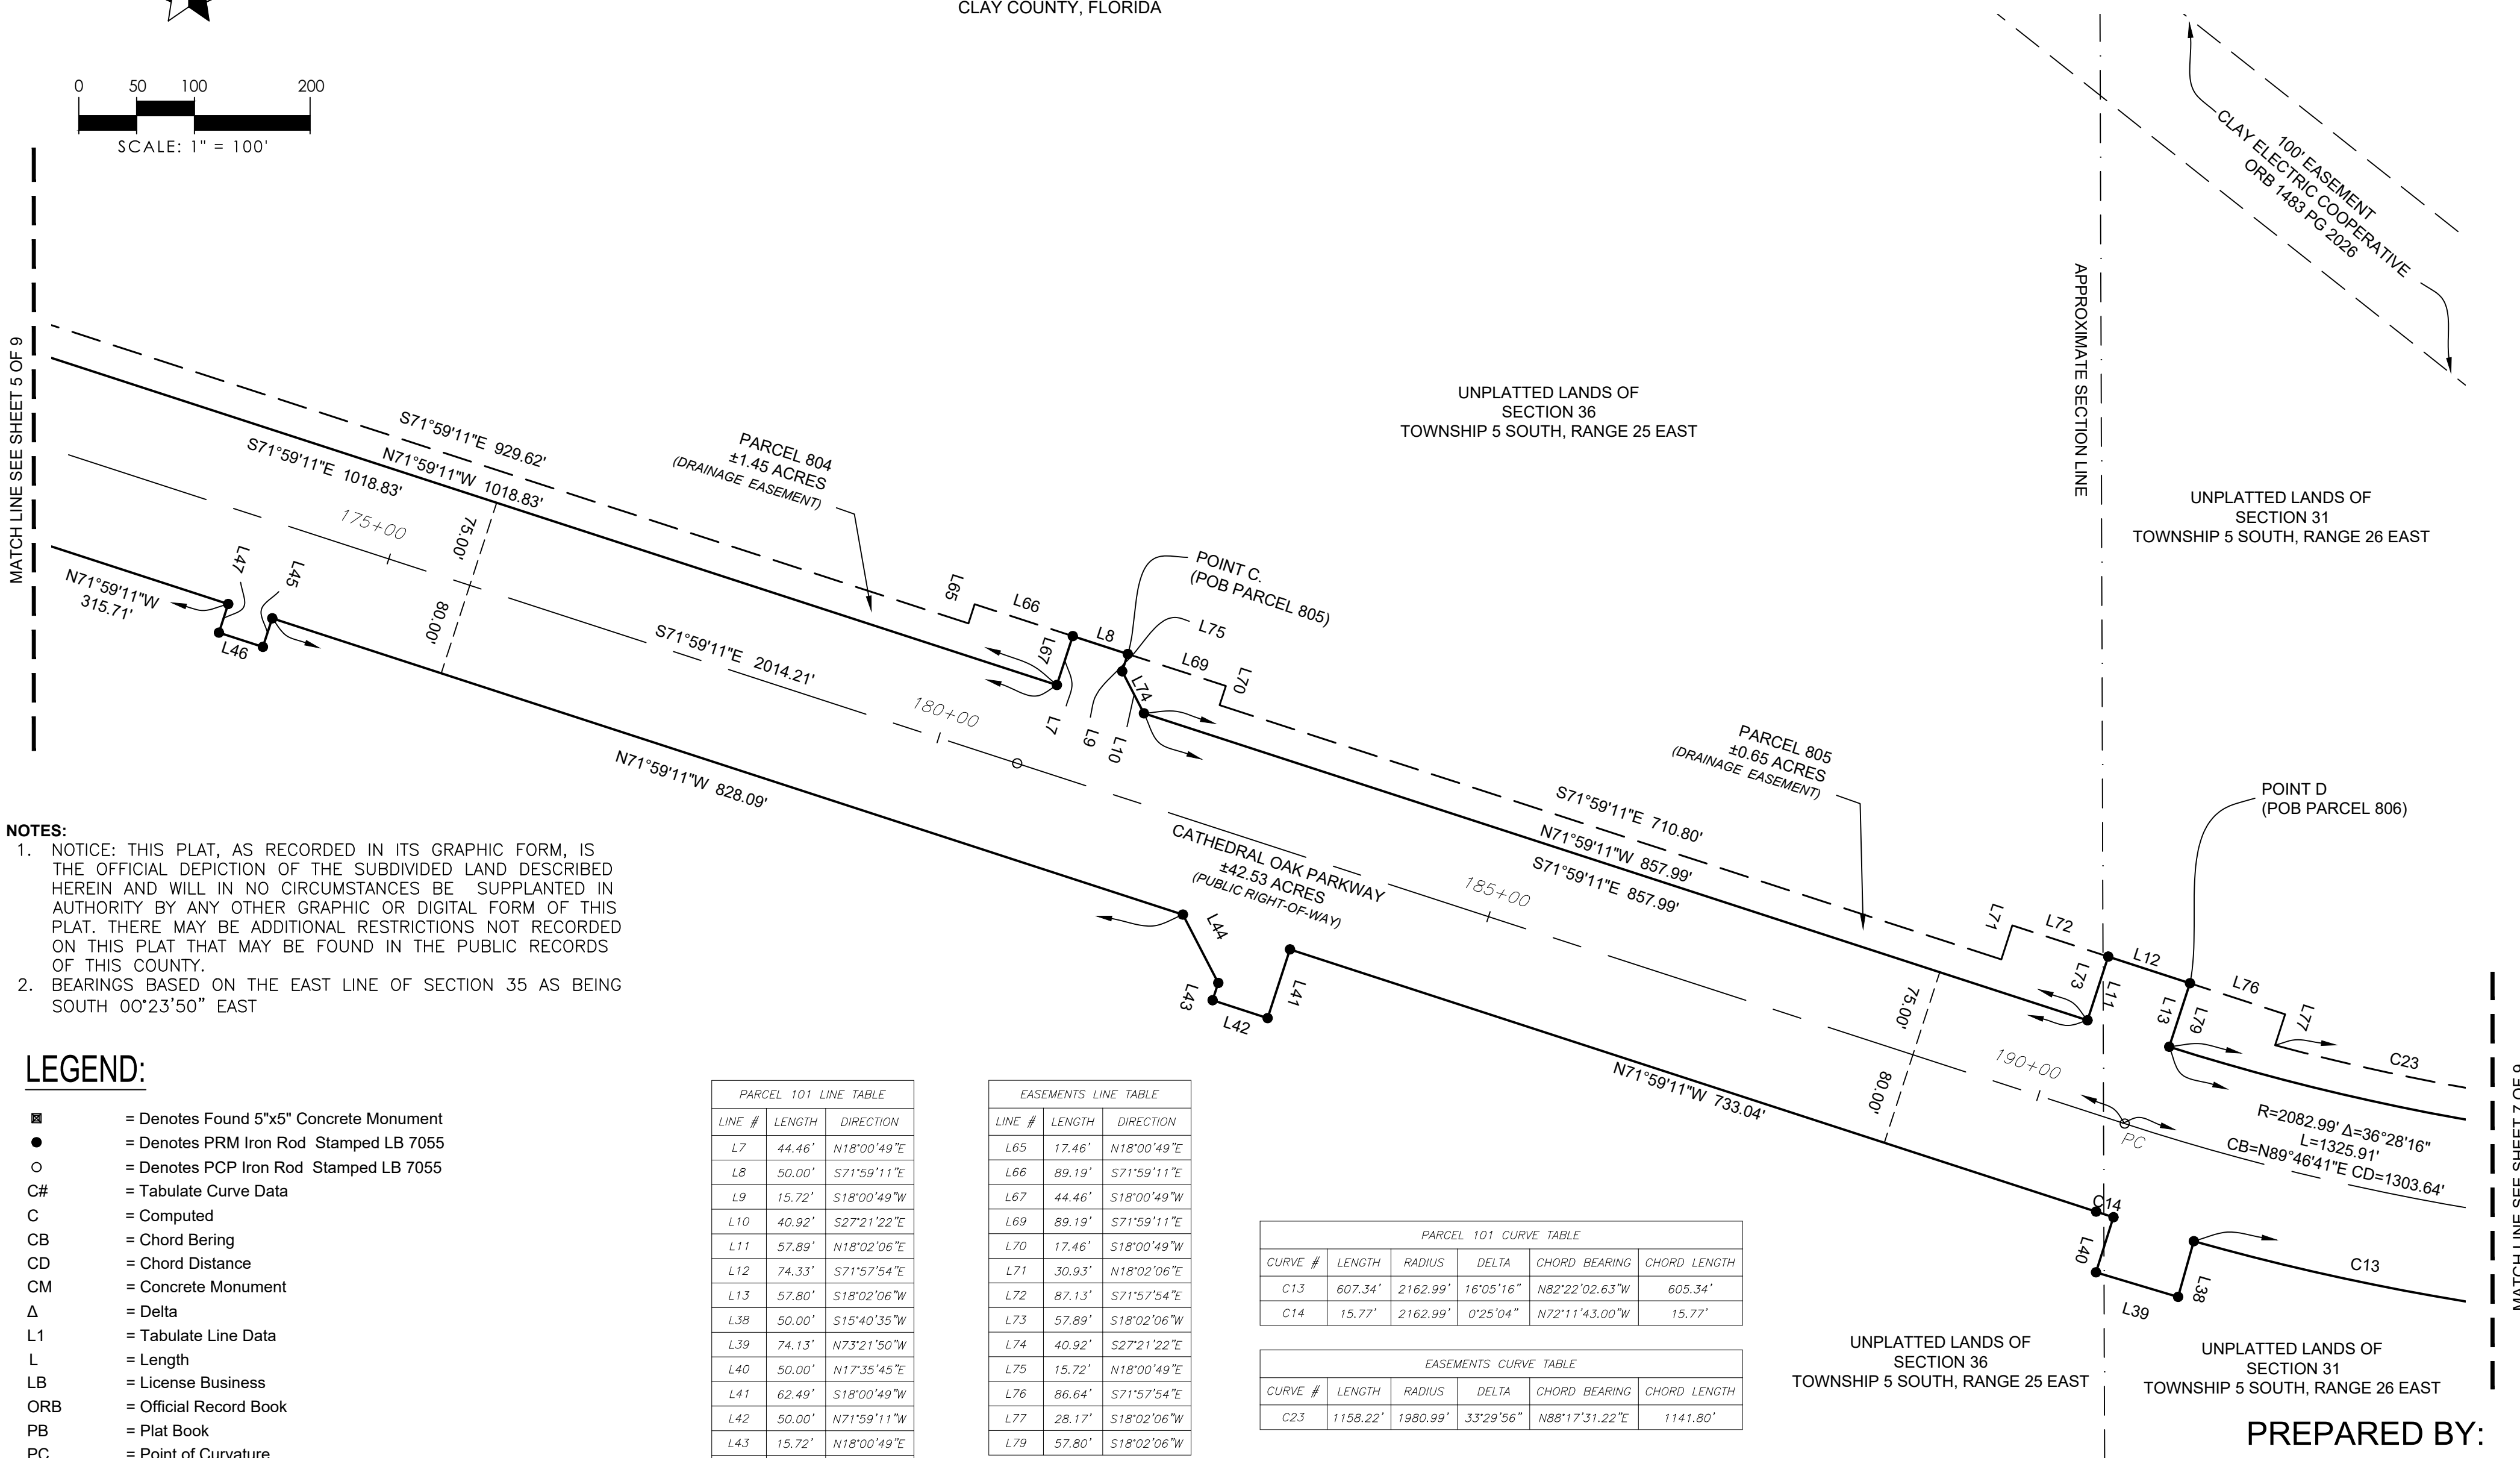 CLAY COUNTY, FLORIDA
0 50 100 200
SCALE: 1" = 100'
MATCH LINE SEE SHEET 5 OF 9
100' EASEMENT
CLAY ELECTRIC COOPERATIVE
ORB 1483 PG 2026
APPROXIMATE SECTION LINE
UNPLATTED LANDS OF
SECTION 36
TOWNSHIP 5 SOUTH, RANGE 25 EAST
UNPLATTED LANDS OF
SECTION 31
TOWNSHIP 5 SOUTH, RANGE 26 EAST
S71°59'11"E 929.62'
N71°59'11"W 1018.83'
S71°59'11"E 1018.83'
175+00
75.00'
80.00'
PARCEL 804
±1.45 ACRES
(DRAINAGE EASEMENT)
N71°59'11"W
315.71'
L47
L45
L46
S71°59'11"E 2014.21'
N71°59'11"W 828.09'
180+00
L65
L66
L67
L7
L8
POINT C.
(POB PARCEL 805)
L75
L69
L70
L74
L9
L10
PARCEL 805
±0.65 ACRES
(DRAINAGE EASEMENT)
S71°59'11"E 710.80'
N71°59'11"W 857.99'
S71°59'11"E 857.99'
CATHEDRAL OAK PARKWAY
±42.53 ACRES
(PUBLIC RIGHT-OF-WAY)
185+00
L44
L43
L42
L41
N71°59'11"W 733.04'
75.00'
80.00'
190+00
L71
L72
L73
L11
L12
POINT D
(POB PARCEL 806)
L76
L77
L13
L79
C23
PC
R=2082.99' Δ=36°28'16"
L=1325.91'
CB=N89°46'41"E CD=1303.64'
C14
L40
L39
L38
C13
MATCH LINE SEE SHEET 7 OF 9
UNPLATTED LANDS OF
SECTION 36
TOWNSHIP 5 SOUTH, RANGE 25 EAST
UNPLATTED LANDS OF
SECTION 31
TOWNSHIP 5 SOUTH, RANGE 26 EAST
PREPARED BY:
NOTES:
1. NOTICE: THIS PLAT, AS RECORDED IN ITS GRAPHIC FORM, IS
THE OFFICIAL DEPICTION OF THE SUBDIVIDED LAND DESCRIBED
HEREIN AND WILL IN NO CIRCUMSTANCES BE SUPPLANTED IN
AUTHORITY BY ANY OTHER GRAPHIC OR DIGITAL FORM OF THIS
PLAT. THERE MAY BE ADDITIONAL RESTRICTIONS NOT RECORDED
ON THIS PLAT THAT MAY BE FOUND IN THE PUBLIC RECORDS
OF THIS COUNTY.
2. BEARINGS BASED ON THE EAST LINE OF SECTION 35 AS BEING
SOUTH 00°23'50" EAST
LEGEND:
= Denotes Found 5"x5" Concrete Monument
= Denotes PRM Iron Rod Stamped LB 7055
= Denotes PCP Iron Rod Stamped LB 7055
C# = Tabulate Curve Data
C = Computed
CB = Chord Bering
CD = Chord Distance
CM = Concrete Monument
Δ = Delta
L1 = Tabulate Line Data
L = Length
LB = License Business
ORB = Official Record Book
PB = Plat Book
PC = Point of Curvature
PARCEL 101 LINE TABLE
LINE # LENGTH DIRECTION
L7 44.46' N18°00'49"E
L8 50.00' S71°59'11"E
L9 15.72' S18°00'49"W
L10 40.92' S27°21'22"E
L11 57.89' N18°02'06"E
L12 74.33' S71°57'54"E
L13 57.80' S18°02'06"W
L38 50.00' S15°40'35"W
L39 74.13' N73°21'50"W
L40 50.00' N17°35'45"E
L41 62.49' S18°00'49"W
L42 50.00' N71°59'11"W
L43 15.72' N18°00'49"E
EASEMENTS LINE TABLE
LINE # LENGTH DIRECTION
L65 17.46' N18°00'49"E
L66 89.19' S71°59'11"E
L67 44.46' S18°00'49"W
L69 89.19' S71°59'11"E
L70 17.46' S18°00'49"W
L71 30.93' N18°02'06"E
L72 87.13' S71°57'54"E
L73 57.89' S18°02'06"W
L74 40.92' S27°21'22"E
L75 15.72' N18°00'49"E
L76 86.64' S71°57'54"E
L77 28.17' S18°02'06"W
L79 57.80' S18°02'06"W
PARCEL 101 CURVE TABLE
CURVE # LENGTH RADIUS DELTA CHORD BEARING CHORD LENGTH
C13 607.34' 2162.99' 16°05'16" N82°22'02.63"W 605.34'
C14 15.77' 2162.99' 0°25'04" N72°11'43.00"W 15.77'
EASEMENTS CURVE TABLE
CURVE # LENGTH RADIUS DELTA CHORD BEARING CHORD LENGTH
C23 1158.22' 1980.99' 33°29'56" N88°17'31.22"E 1141.80'